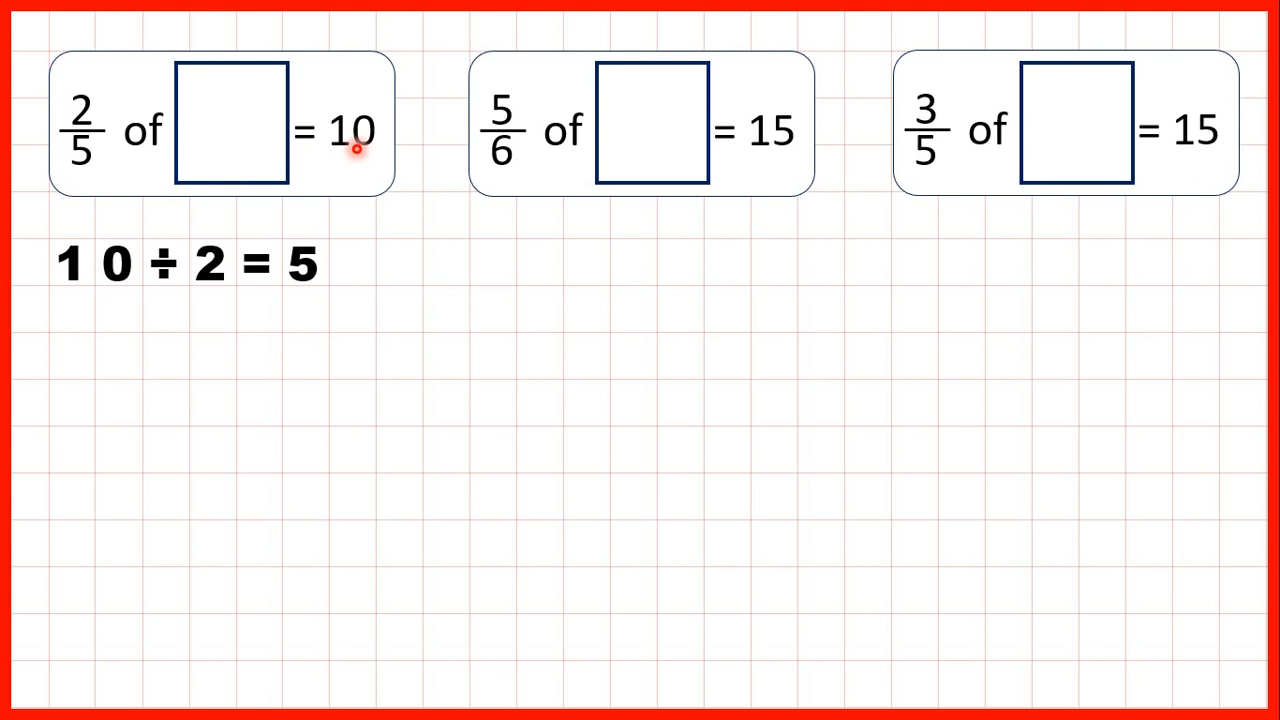 2/5 of = 10
5/6 of = 15
3/5 of = 15
10 ÷ 2 = 5